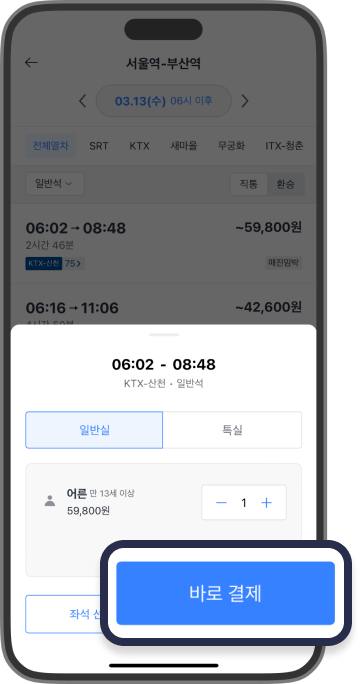 서울역-부산역
03.13(수) 06시 이후
전체열차 SRT KTX 새마을 무궁화 ITX-청춘
일반석 직통 환승
06:02 → 08:48 ~59,800원
2시간 46분
KTX-산천 75 매진임박
06:16 → 11:06 ~42,600원
06:02 - 08:48
KTX-산천 · 일반석
일반실 특실
어른 만 13세 이상
59,800원
1
좌석
바로 결제